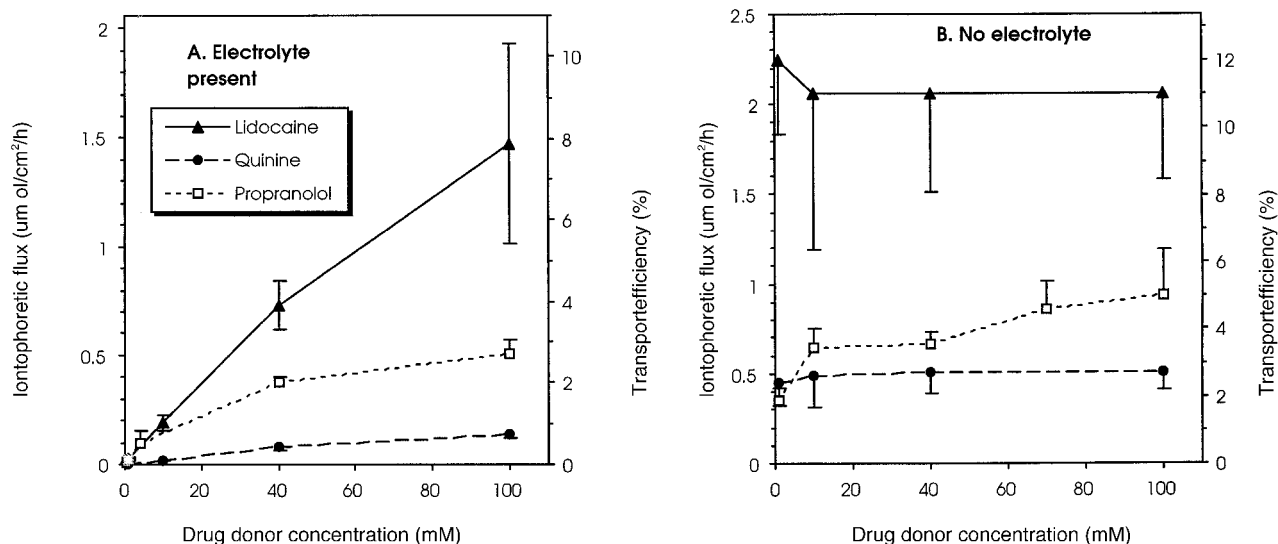 A. Electrolyte
present
Lidocaine
Quinine
Propranolol
Iontophoretic flux (um ol/cm²/h)
2
1.5
1
0.5
0
10
8
6
4
2
0
Transportefficiency (%)
0 20 40 60 80 100
Drug donor concentration (mM)
B. No electrolyte
Iontophoretic flux (um ol/cm²/h)
2.5
2
1.5
1
0.5
0
12
10
8
6
4
2
0
Transportefficiency (%)
0 20 40 60 80 100
Drug donor concentration (mM)